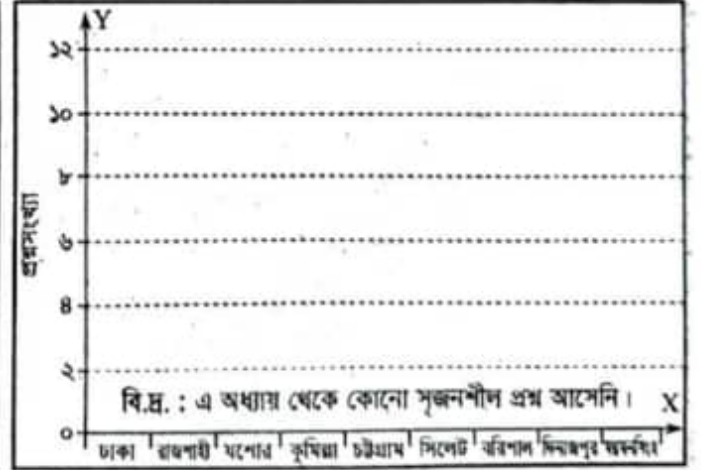 Y
১২
১০
৮
৬
৪
২
০
প্রশ্নসংখ্যা
বি.দ্র. : এ অধ্যায় থেকে কোনো সৃজনশীল প্রশ্ন আসেনি।
X
ঢাকা রাজশাহী যশোর কুমিল্লা চট্টগ্রাম সিলেট বরিশাল দিনাজপুর ময়মনসিংহ